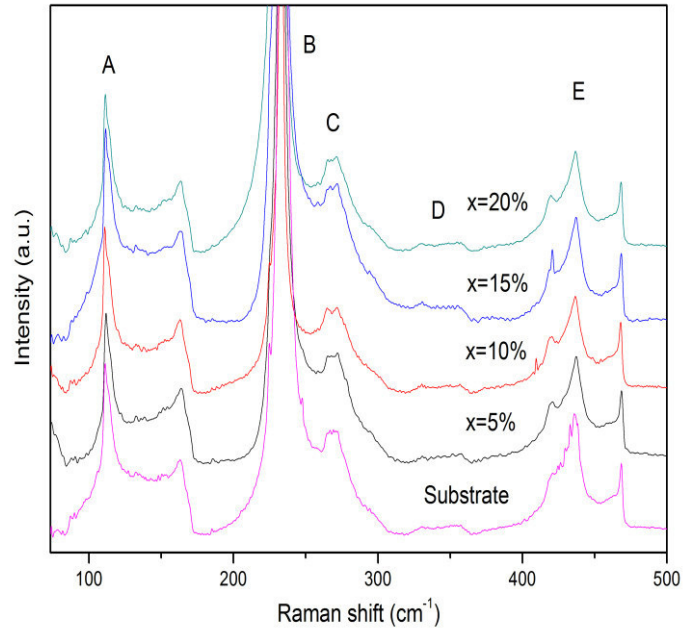 A
B
C
D
E
x=20%
x=15%
x=10%
x=5%
Substrate
Intensity (a.u.)
100 200 300 400 500
Raman shift (cm⁻¹)